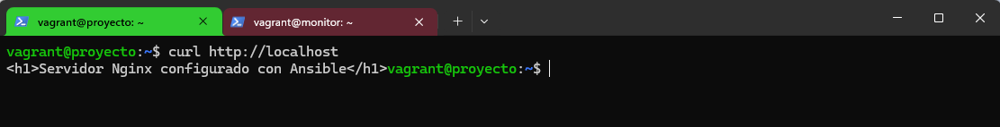 vagrant@proyecto: ~
vagrant@monitor: ~
vagrant@proyecto:~$ curl http://localhost
<h1>Servidor Nginx configurado con Ansible</h1>vagrant@proyecto:~$